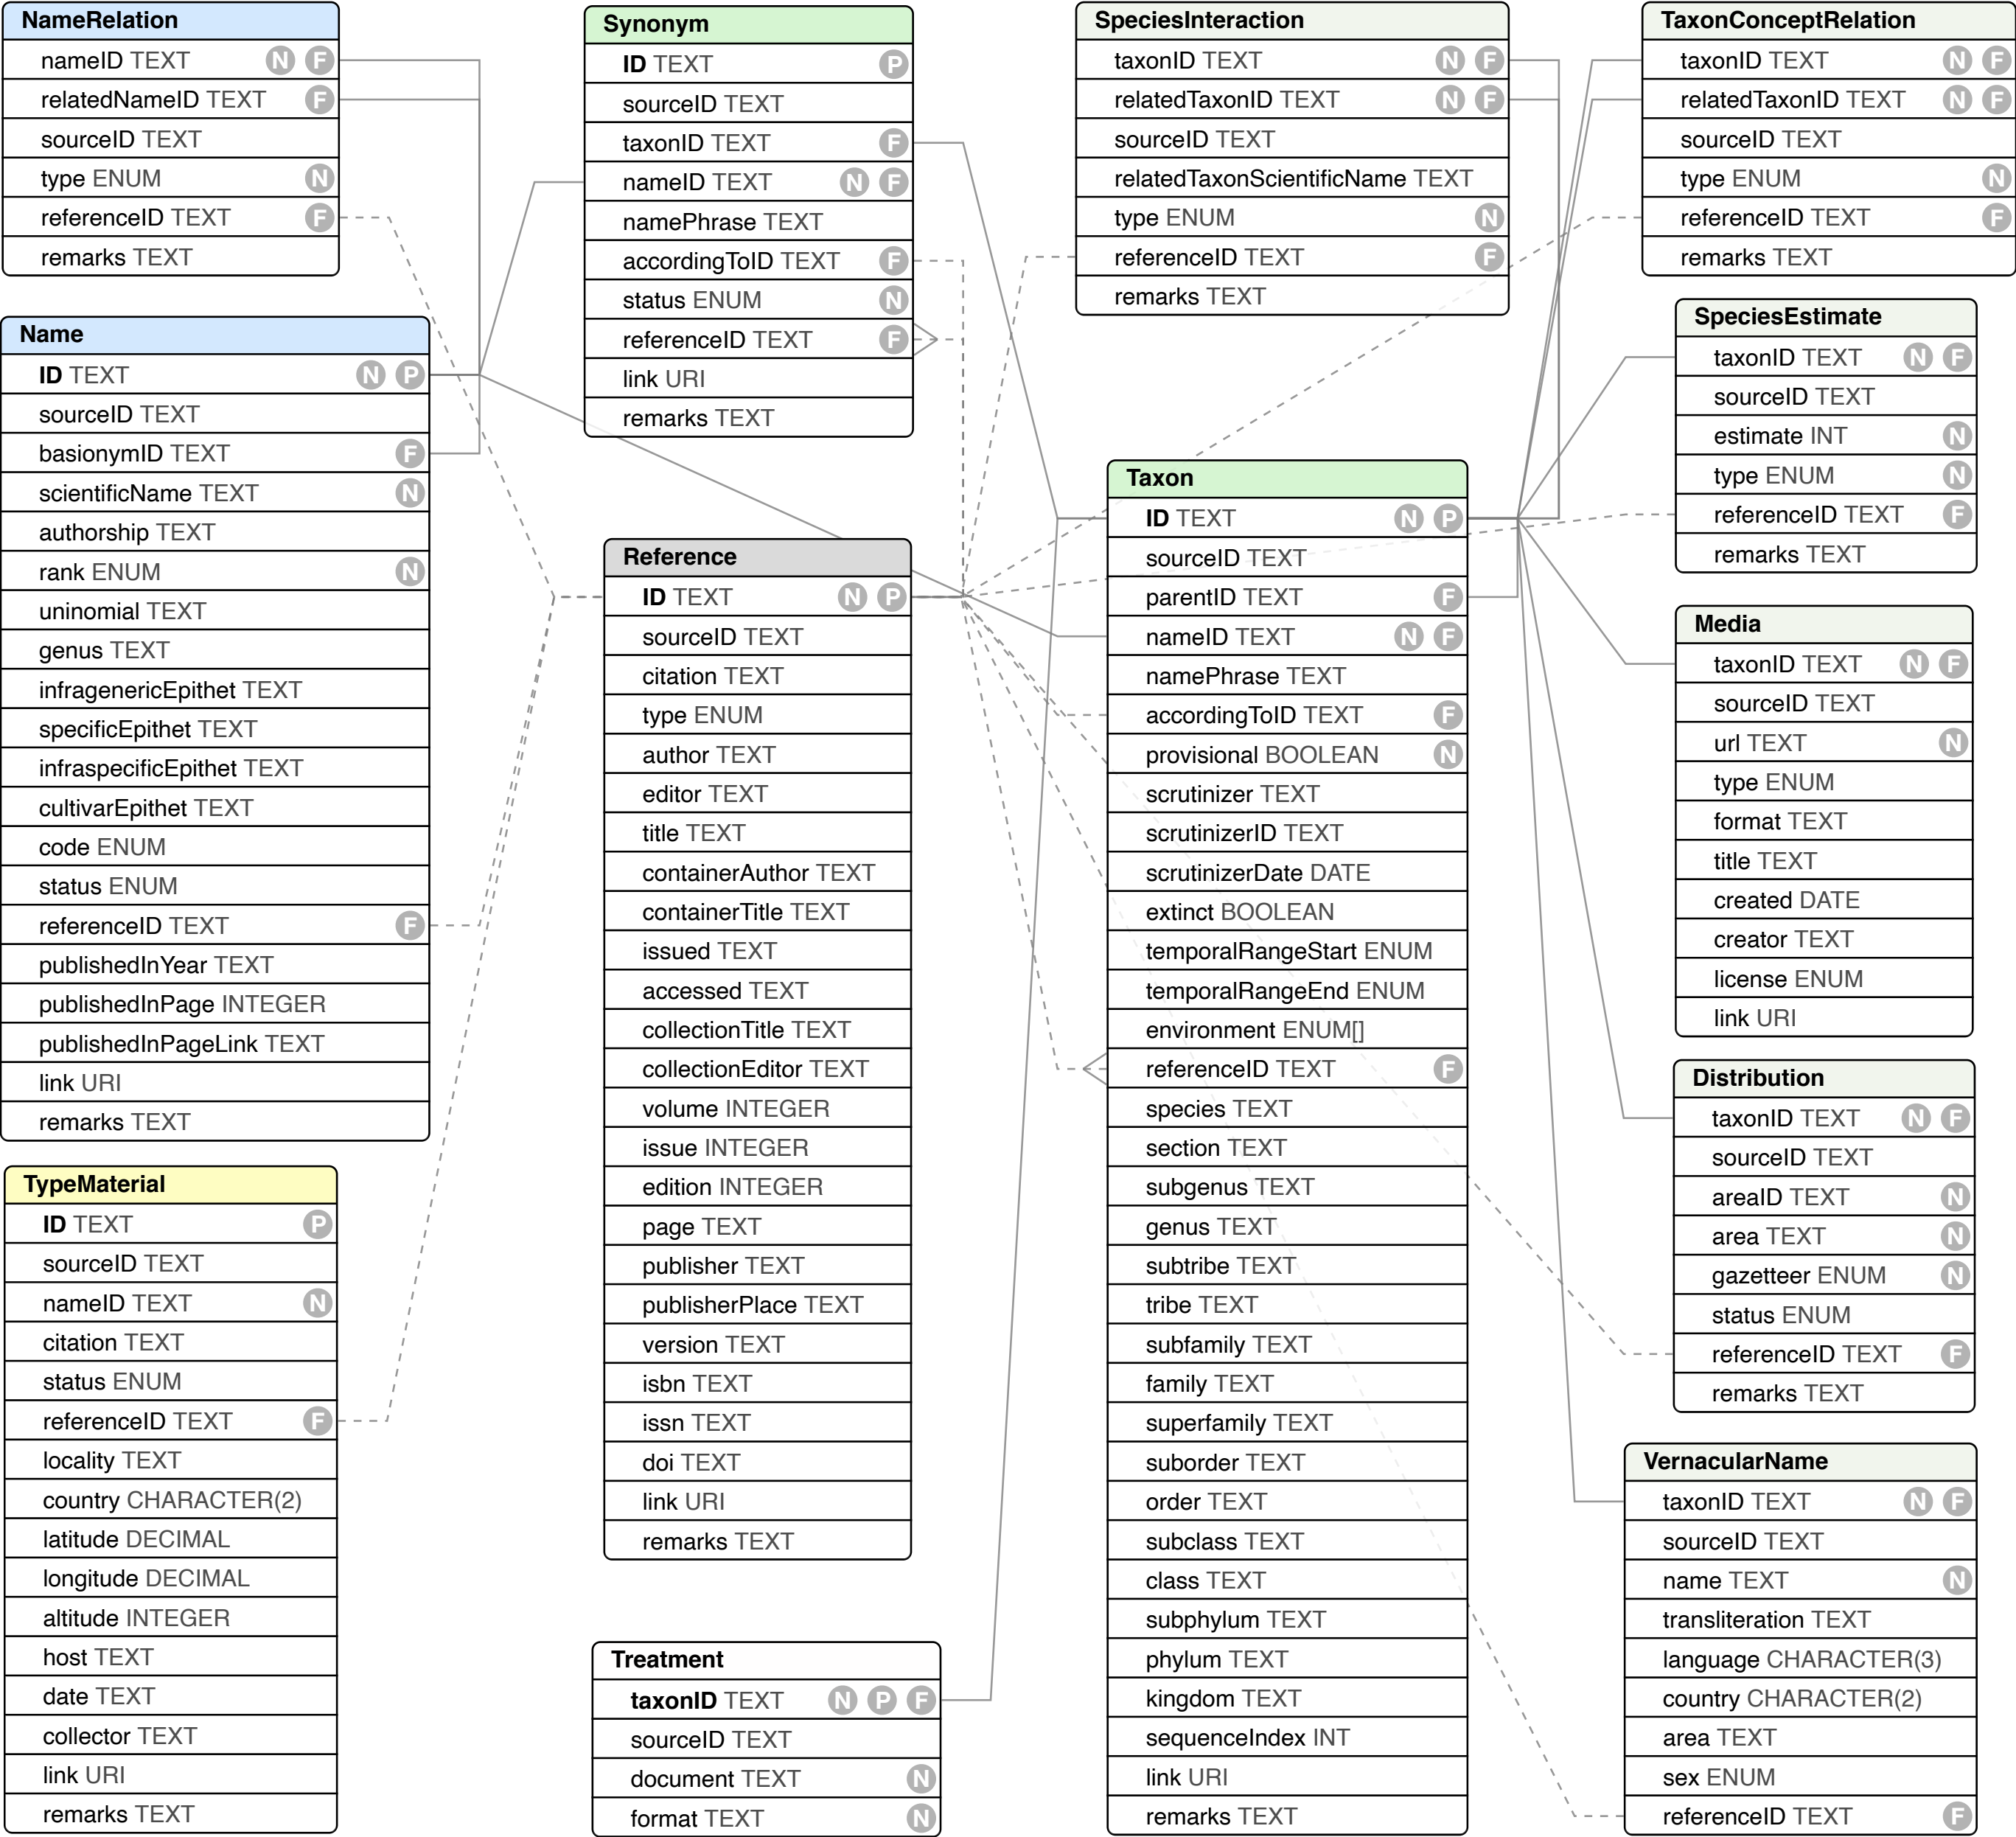 NameRelation
nameID TEXT N F
relatedNameID TEXT F
sourceID TEXT
type ENUM N
referenceID TEXT F
remarks TEXT
Name
ID TEXT N P
sourceID TEXT
basionymID TEXT F
scientificName TEXT N
authorship TEXT
rank ENUM N
uninomial TEXT
genus TEXT
infragenericEpithet TEXT
specificEpithet TEXT
infraspecificEpithet TEXT
cultivarEpithet TEXT
code ENUM
status ENUM
referenceID TEXT F
publishedInYear TEXT
publishedInPage INTEGER
publishedInPageLink TEXT
link URI
remarks TEXT
TypeMaterial
ID TEXT P
sourceID TEXT
nameID TEXT N
citation TEXT
status ENUM
referenceID TEXT F
locality TEXT
country CHARACTER(2)
latitude DECIMAL
longitude DECIMAL
altitude INTEGER
host TEXT
date TEXT
collector TEXT
link URI
remarks TEXT
Synonym
ID TEXT P
sourceID TEXT
taxonID TEXT F
nameID TEXT N F
namePhrase TEXT
accordingToID TEXT F
status ENUM N
referenceID TEXT F
link URI
remarks TEXT
Reference
ID TEXT N P
sourceID TEXT
citation TEXT
type ENUM
author TEXT
editor TEXT
title TEXT
containerAuthor TEXT
containerTitle TEXT
issued TEXT
accessed TEXT
collectionTitle TEXT
collectionEditor TEXT
volume INTEGER
issue INTEGER
edition INTEGER
page TEXT
publisher TEXT
publisherPlace TEXT
version TEXT
isbn TEXT
issn TEXT
doi TEXT
link URI
remarks TEXT
Treatment
taxonID TEXT N P F
sourceID TEXT
document TEXT N
format TEXT N
SpeciesInteraction
taxonID TEXT N F
relatedTaxonID TEXT N F
sourceID TEXT
relatedTaxonScientificName TEXT
type ENUM N
referenceID TEXT F
remarks TEXT
Taxon
ID TEXT N P
sourceID TEXT
parentID TEXT F
nameID TEXT N F
namePhrase TEXT
accordingToID TEXT F
provisional BOOLEAN N
scrutinizer TEXT
scrutinizerID TEXT
scrutinizerDate DATE
extinct BOOLEAN
temporalRangeStart ENUM
temporalRangeEnd ENUM
environment ENUM[]
referenceID TEXT F
species TEXT
section TEXT
subgenus TEXT
genus TEXT
subtribe TEXT
tribe TEXT
subfamily TEXT
family TEXT
superfamily TEXT
suborder TEXT
order TEXT
subclass TEXT
class TEXT
subphylum TEXT
phylum TEXT
kingdom TEXT
sequenceIndex INT
link URI
remarks TEXT
TaxonConceptRelation
taxonID TEXT N F
relatedTaxonID TEXT N F
sourceID TEXT
type ENUM N
referenceID TEXT F
remarks TEXT
SpeciesEstimate
taxonID TEXT N F
sourceID TEXT
estimate INT N
type ENUM N
referenceID TEXT F
remarks TEXT
Media
taxonID TEXT N F
sourceID TEXT
url TEXT N
type ENUM
format TEXT
title TEXT
created DATE
creator TEXT
license ENUM
link URI
Distribution
taxonID TEXT N F
sourceID TEXT
areaID TEXT N
area TEXT N
gazetteer ENUM N
status ENUM
referenceID TEXT F
remarks TEXT
VernacularName
taxonID TEXT N F
sourceID TEXT
name TEXT N
transliteration TEXT
language CHARACTER(3)
country CHARACTER(2)
area TEXT
sex ENUM
referenceID TEXT F